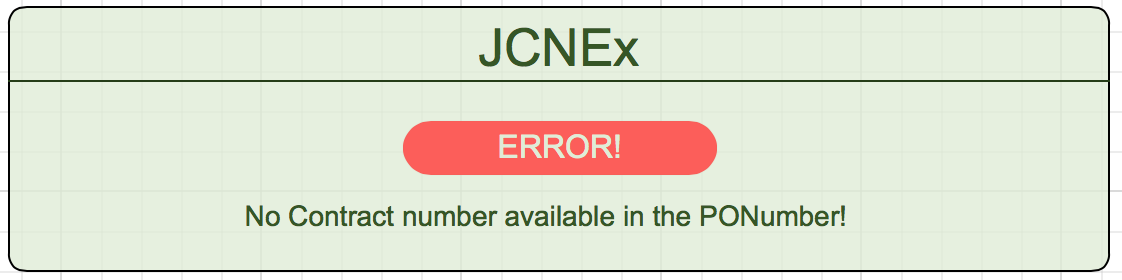 JCNEx
ERROR!
No Contract number available in the PONumber!